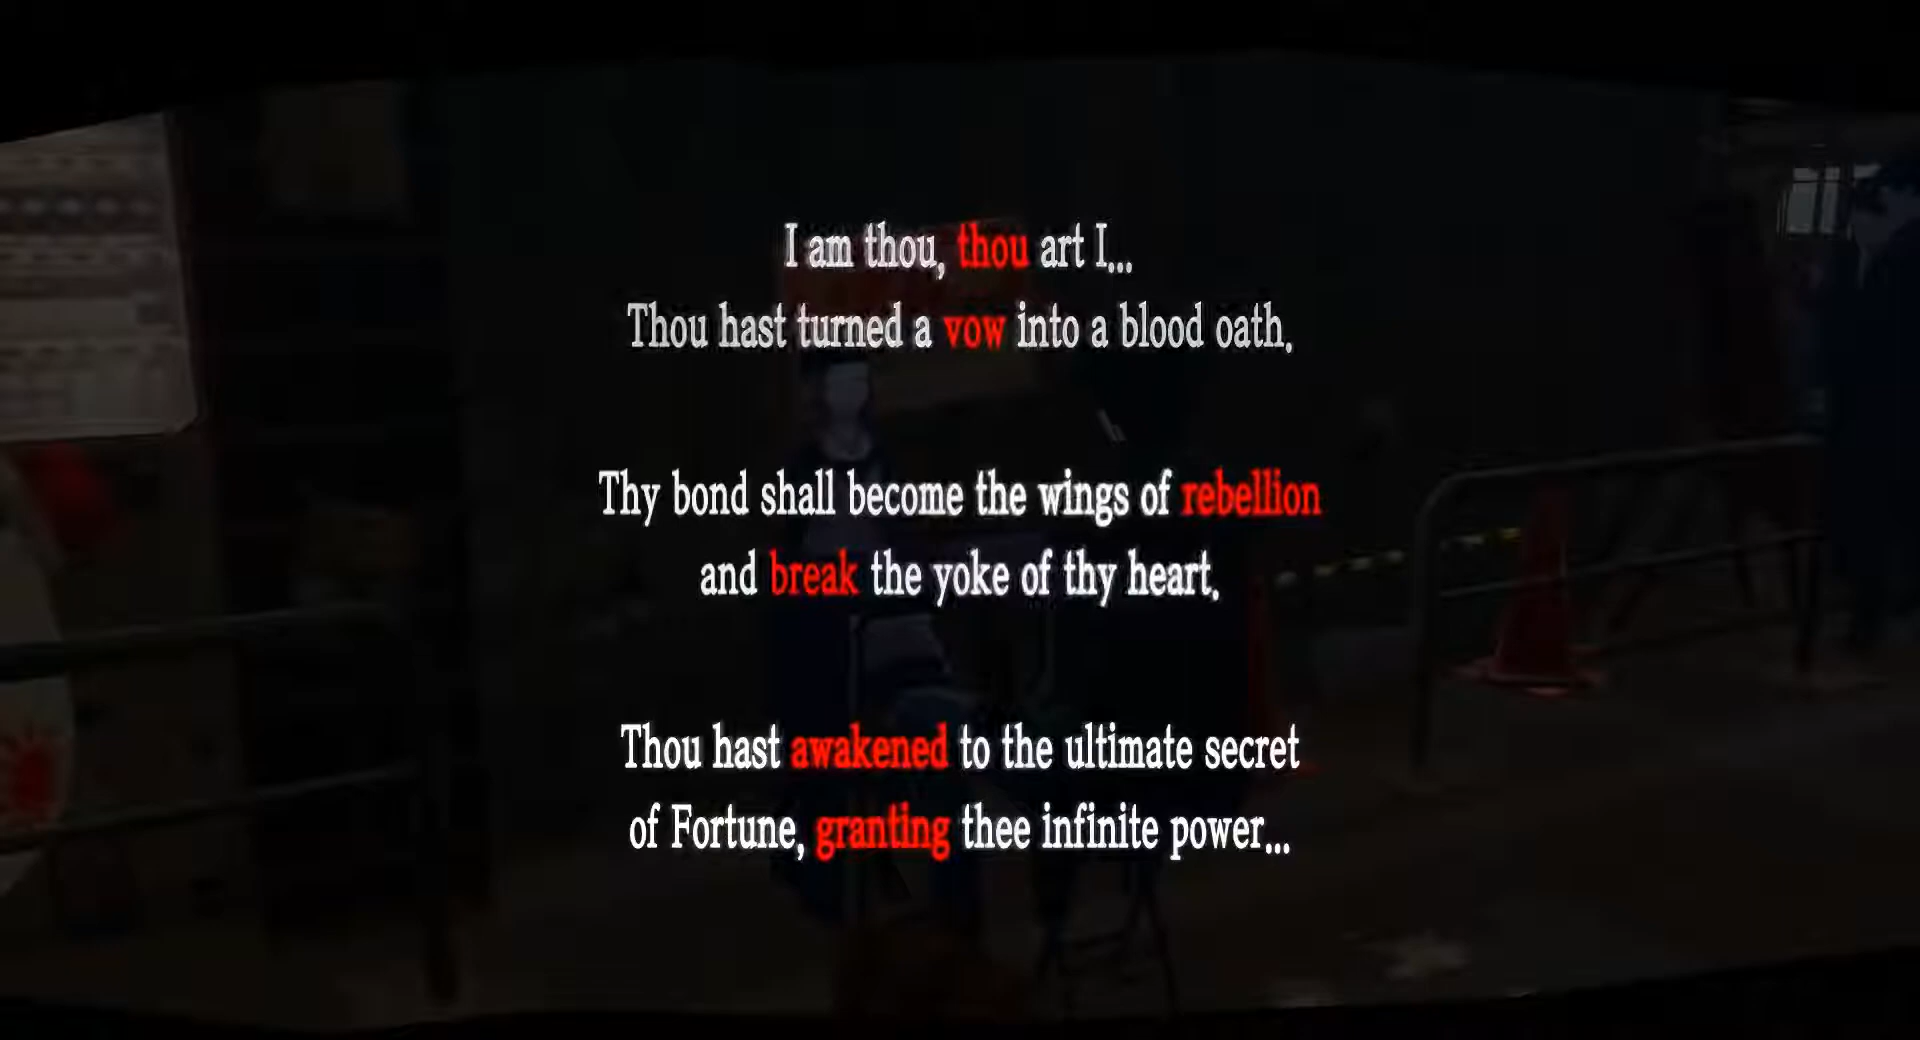 I am thou, thou art I...
Thou hast turned a vow into a blood oath.
Thy bond shall become the wings of rebellion
and break the yoke of thy heart.
Thou hast awakened to the ultimate secret
of Fortune, granting thee infinite power...